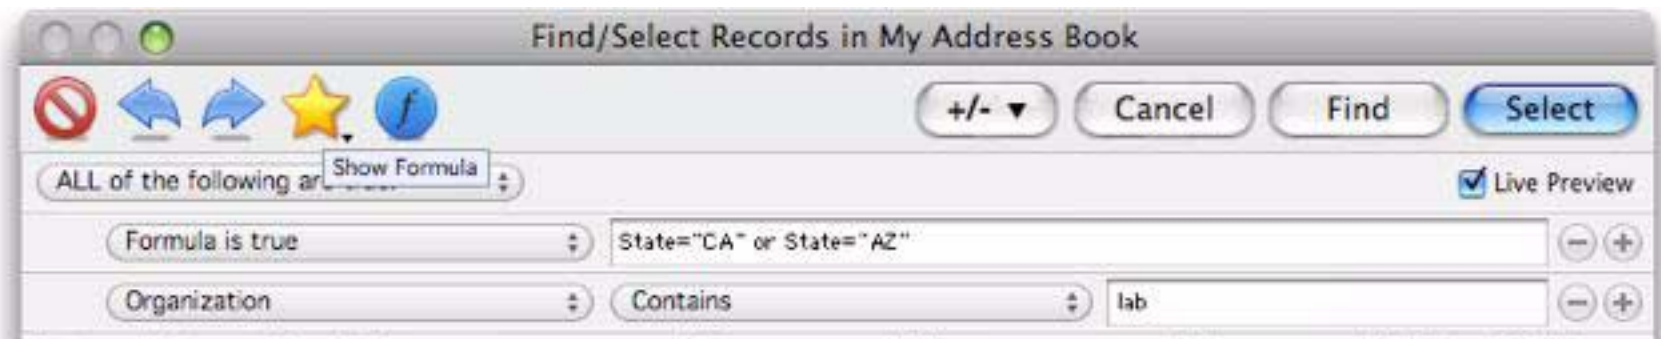 Find/Select Records in My Address Book
f +/- ▼ Cancel Find Select
Show Formula
ALL of the following are Live Preview
Formula is true State="CA" or State="AZ"
Organization Contains lab